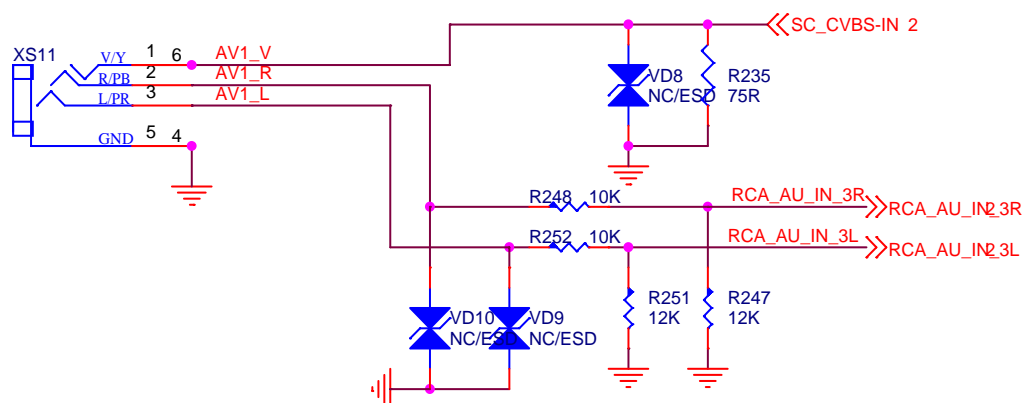 SC_CVBS-IN 2
XS11
V/Y 1 6 AV1_V
R/PB 2 AV1_R
L/PR 3 AV1_L
GND 5 4
VD8
NC/ESD
R235
75R
R248 10K
RCA_AU_IN_3R
RCA_AU_IN_3R 2
R252 10K
RCA_AU_IN_3L
RCA_AU_IN_3L 2
VD10
NC/ESD
VD9
NC/ESD
R251
12K
R247
12K